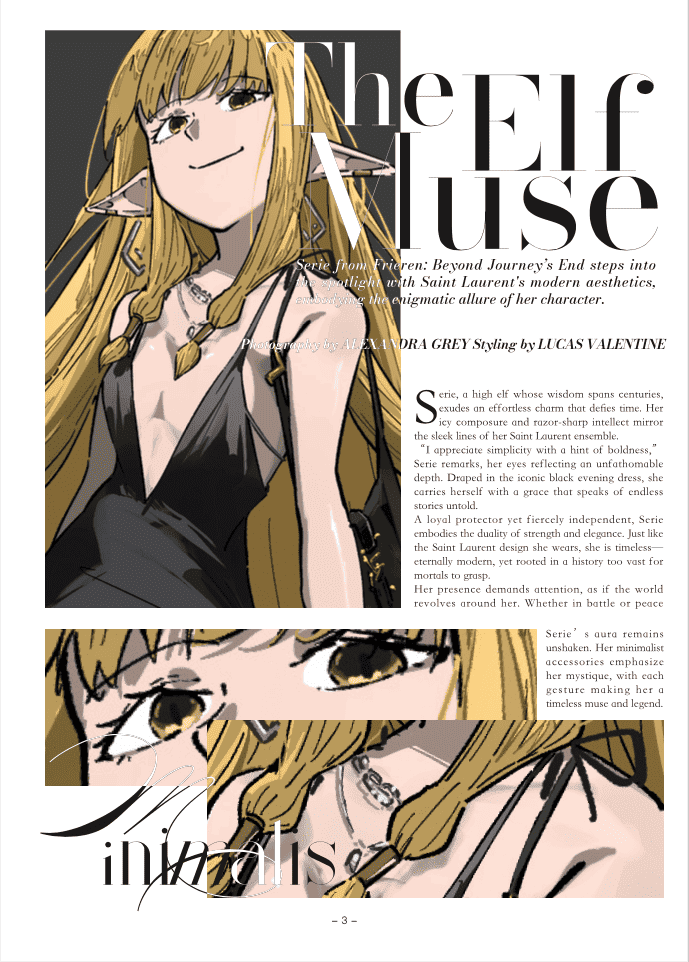 The Elf
Muse
Serie from Frieren: Beyond Journey's End steps into
the spotlight with Saint Laurent's modern aesthetics,
embodying the enigmatic allure of her character.
Photography by ALEXANDRA GREY Styling by LUCAS VALENTINE
Serie, a high elf whose wisdom spans centuries,
exudes an effortless charm that defies time. Her
icy composure and razor-sharp intellect mirror
the sleek lines of her Saint Laurent ensemble.
“I appreciate simplicity with a hint of boldness,”
Serie remarks, her eyes reflecting an unfathomable
depth. Draped in the iconic black evening dress, she
carries herself with a grace that speaks of endless
stories untold.
A loyal protector yet fiercely independent, Serie
embodies the duality of strength and elegance. Just like
the Saint Laurent design she wears, she is timeless—
eternally modern, yet rooted in a history too vast for
mortals to grasp.
Her presence demands attention, as if the world
revolves around her. Whether in battle or peace
Serie’s aura remains
unshaken. Her minimalist
accessories emphasize
her mystique, with each
gesture making her a
timeless muse and legend.
Minimalis
– 3 –